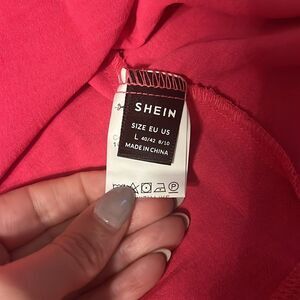 SHEIN
SIZE EU US
L 40/42 8/10
MADE IN CHINA